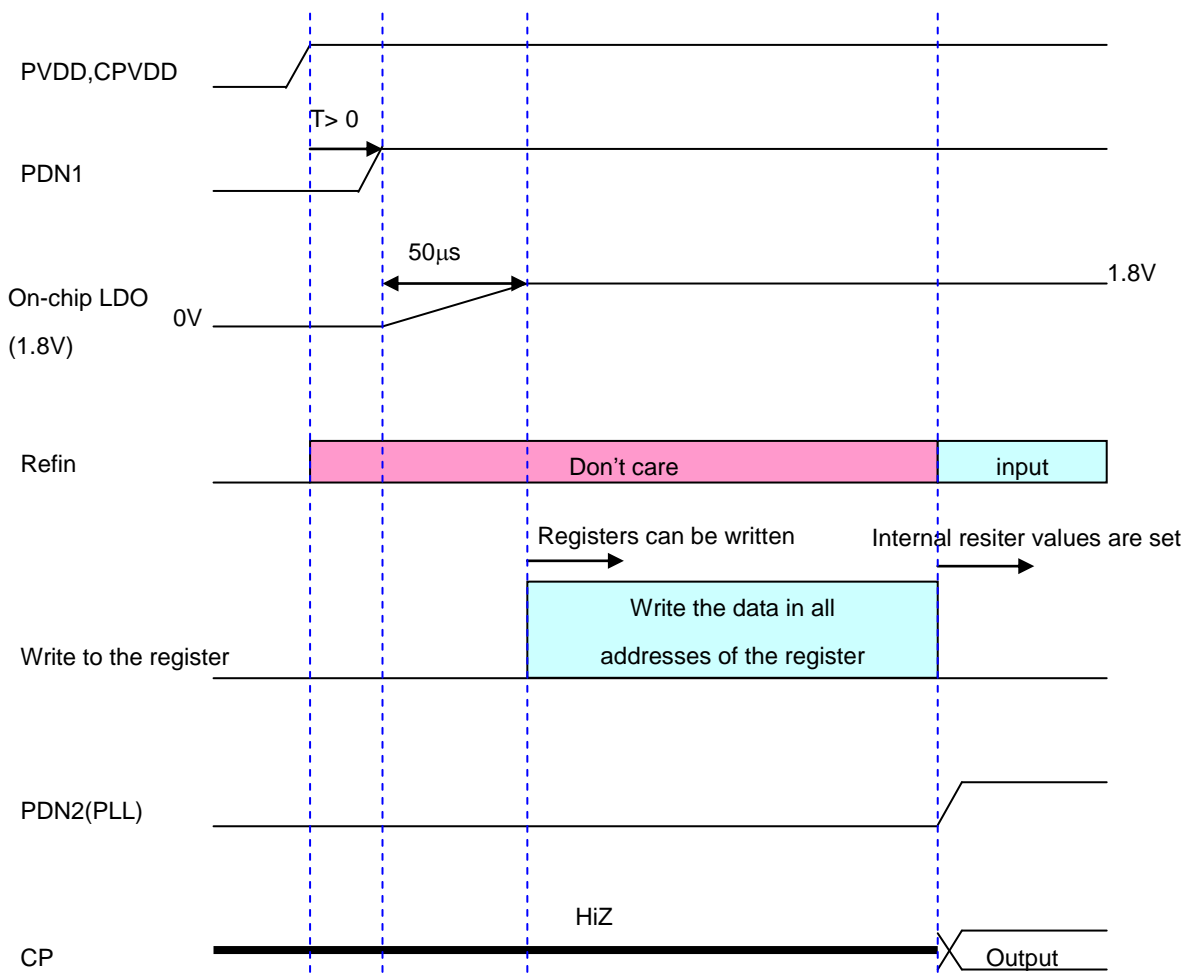 PVDD,CPVDD
T> 0
PDN1
50μs
1.8V
On-chip LDO
0V
(1.8V)
Refin
Don't care
input
Registers can be written
Internal resiter values are set
Write the data in all
addresses of the register
Write to the register
PDN2(PLL)
HiZ
CP
Output